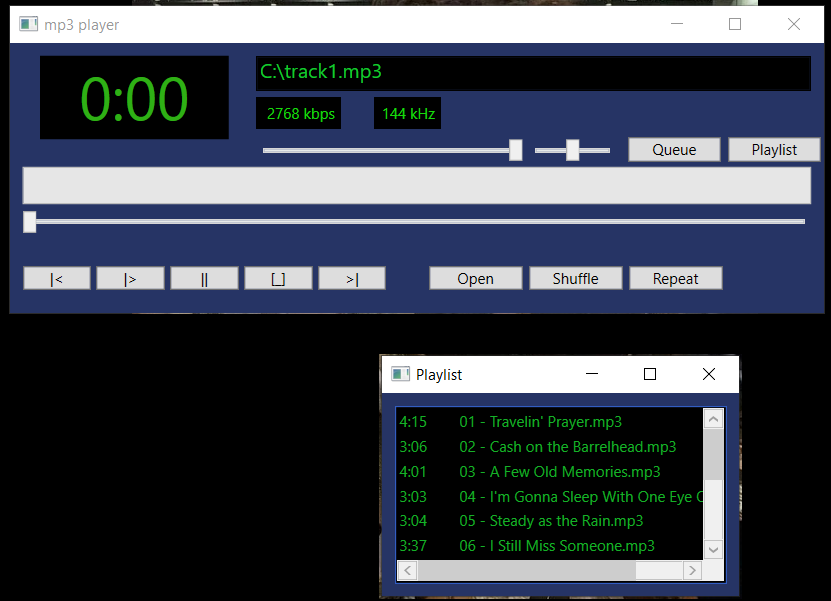 mp3 player
0:00
C:\track1.mp3
2768 kbps 144 kHz
Queue Playlist
|< |> || [_] >| Open Shuffle Repeat
Playlist
4:15 01 - Travelin' Prayer.mp3
3:06 02 - Cash on the Barrelhead.mp3
4:01 03 - A Few Old Memories.mp3
3:03 04 - I'm Gonna Sleep With One Eye
3:04 05 - Steady as the Rain.mp3
3:37 06 - I Still Miss Someone.mp3